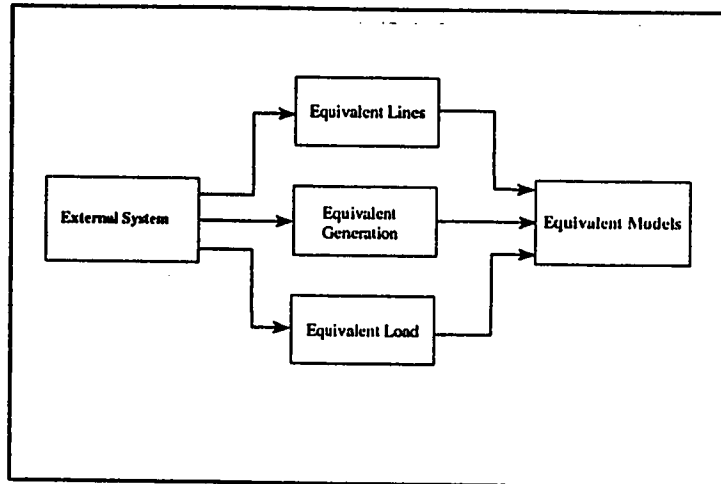 Equivalent Lines
External System
Equivalent
Generation
Equivalent Models
Equivalent Load